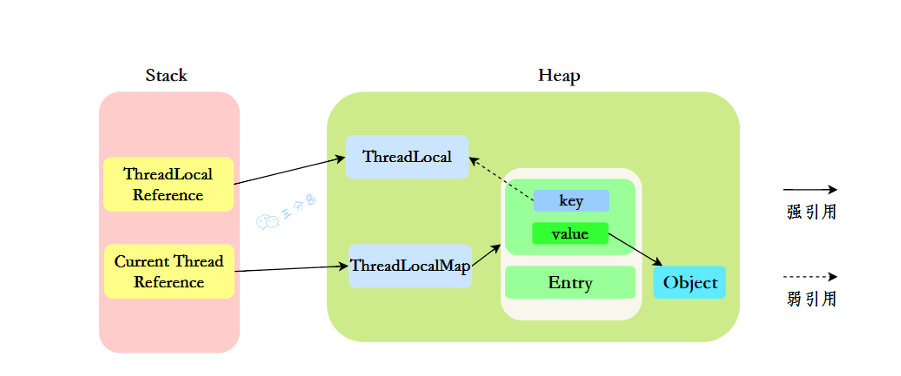 Stack
Heap
ThreadLocal
Reference
ThreadLocal
key
value
Current Thread
Reference
ThreadLocalMap
Entry
Object
强引用
弱引用
三分恶